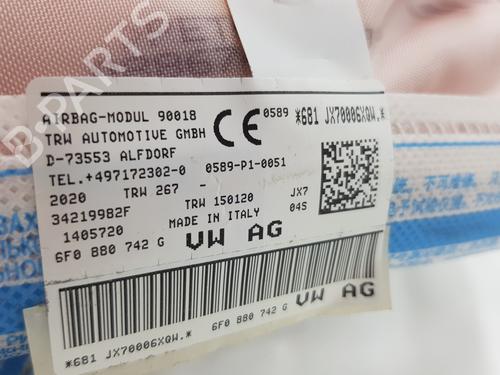 B PARTS
AIRBAG-MODUL 90018
TRW AUTOMOTIVE GMBH
D-73553 ALFDORF
TEL.+497172302-0 0589-P1-0051
2020 TRW 267 - TRW 150120 JX7
34219982F MADE IN ITALY 04S
1405720
6F0 880 742 G VW AG
CE 0589
*6B1 JX70006XQW.*
*6B1 JX70006XQW.* 6F0 880 742 G VW AG